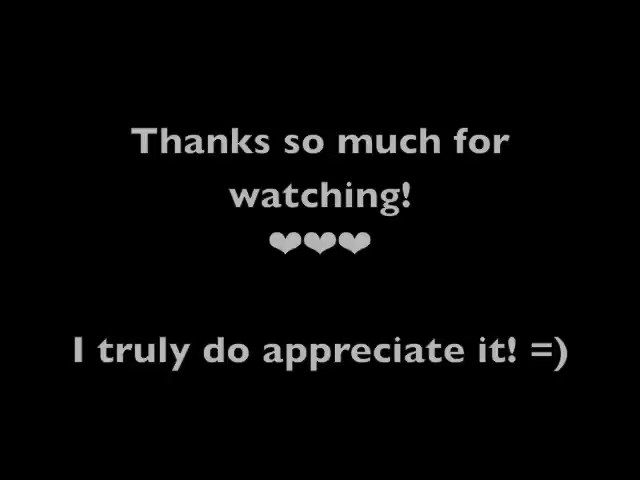 Thanks so much for
watching!
❤❤❤
I truly do appreciate it! =)